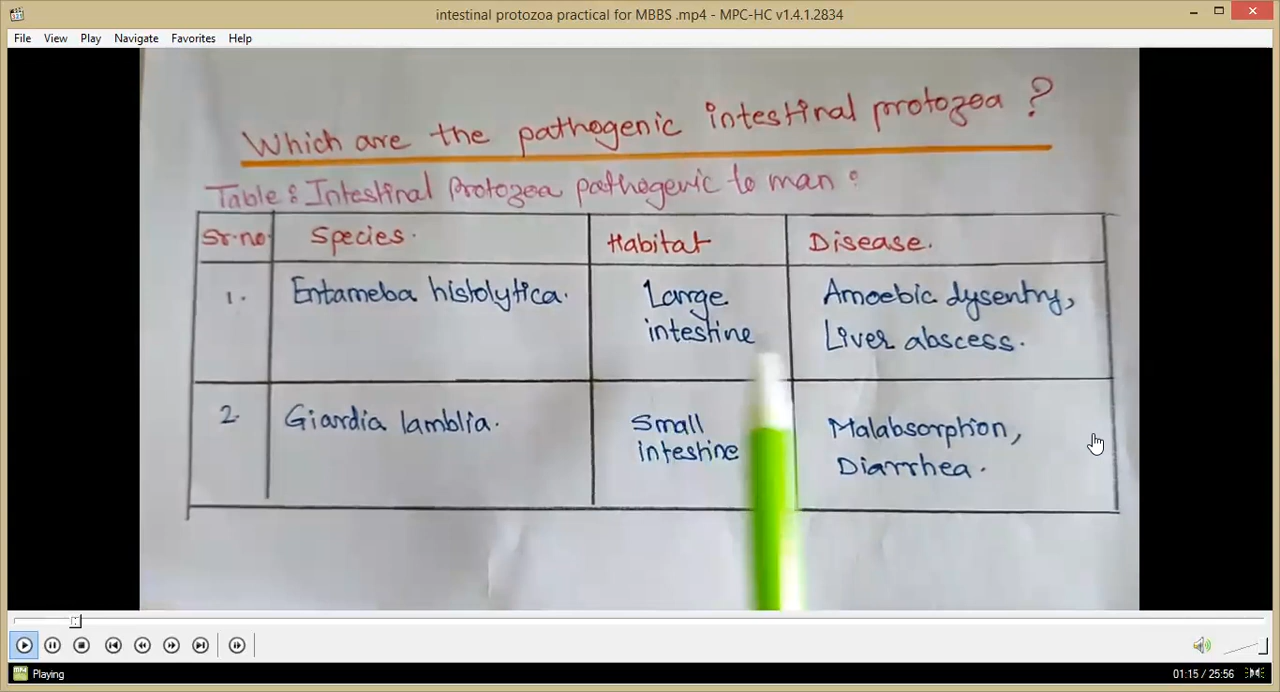 intestinal protozoa practical for MBBS .mp4 - MPC-HC v1.4.1.2834
File View Play Navigate Favorites Help
Which are the pathogenic intestinal protozoa ?
Table : Intestinal Protozoa pathogenic to man :
Sr.no. Species. Habitat Disease.
1. Entameba histolytica. Large intestine Amoebic dysentry, Liver abscess.
2. Giardia lamblia. Small intestine Malabsorption, Diarrhea.
Playing 01:15 / 25:56